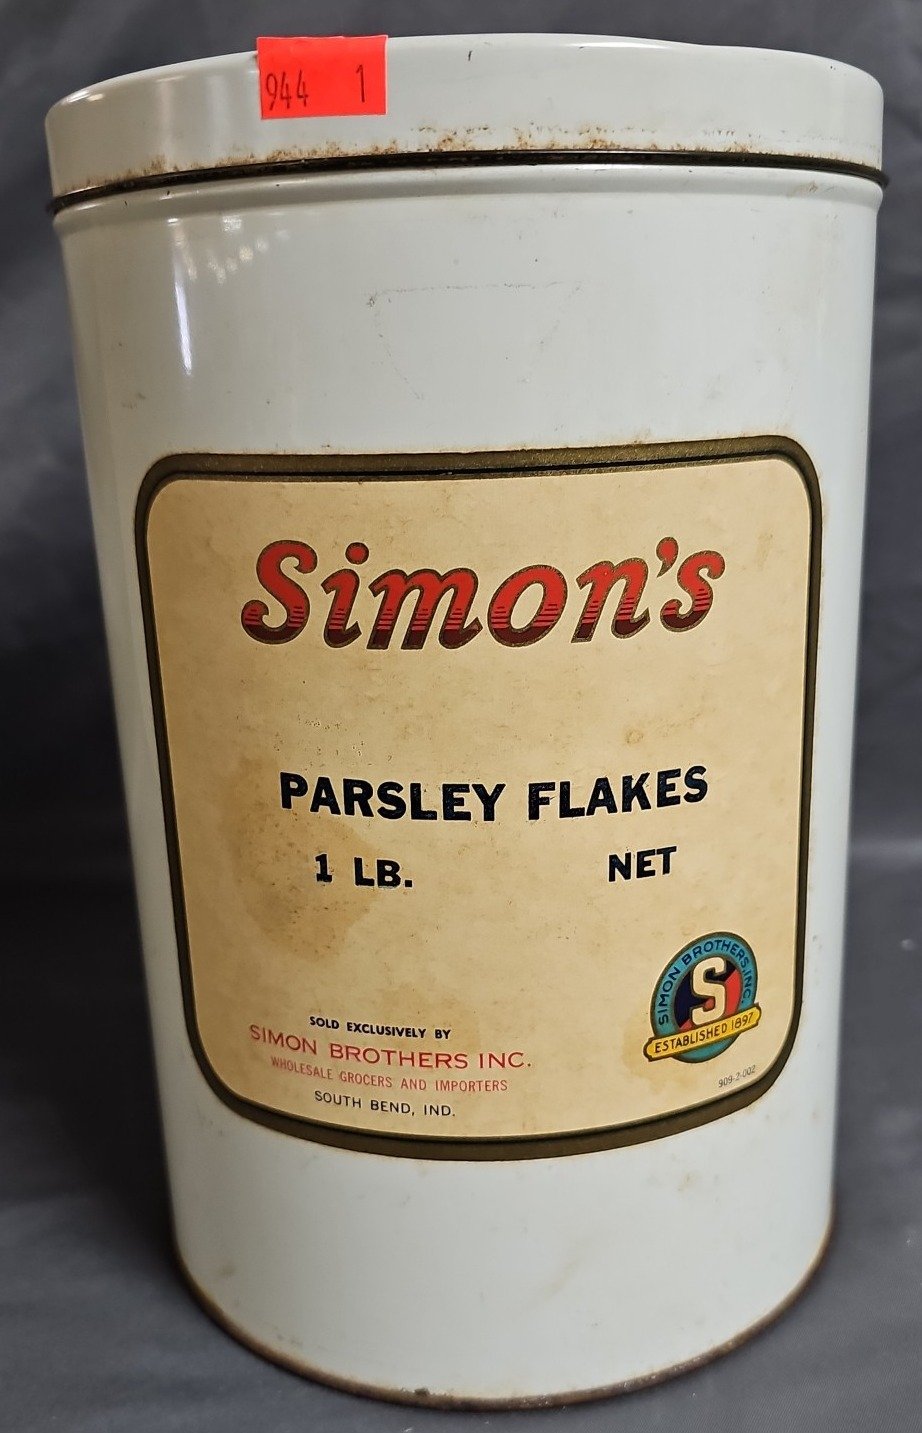 944 1
Simon's
PARSLEY FLAKES
1 LB. NET
SIMON BROTHERS, INC.
S
ESTABLISHED 1897
SOLD EXCLUSIVELY BY
SIMON BROTHERS INC.
WHOLESALE GROCERS AND IMPORTERS
SOUTH BEND, IND.
909-2-002